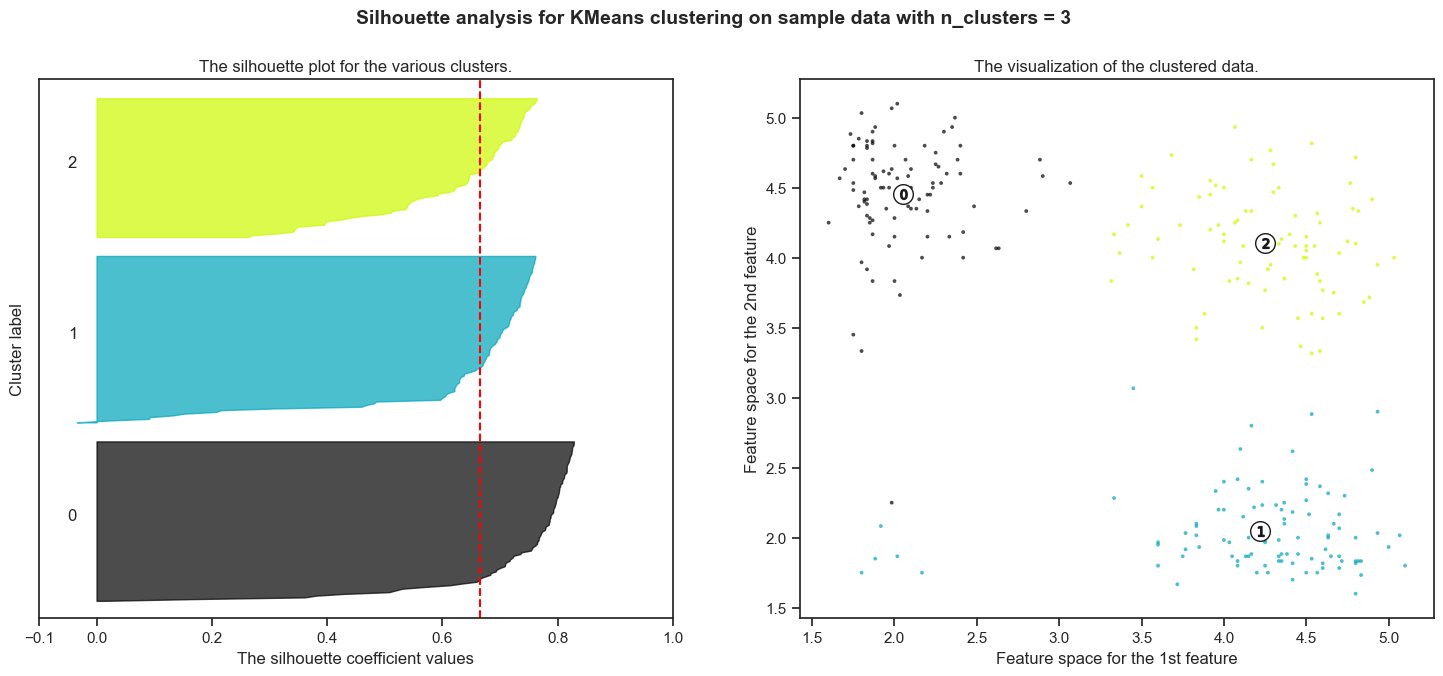 Silhouette analysis for KMeans clustering on sample data with n_clusters = 3
The silhouette plot for the various clusters.
2
1
0
Cluster label
−0.1 0.0 0.2 0.4 0.6 0.8 1.0
The silhouette coefficient values
The visualization of the clustered data.
5.0
4.5
4.0
3.5
3.0
2.5
2.0
1.5
Feature space for the 2nd feature
0
2
1
1.5 2.0 2.5 3.0 3.5 4.0 4.5 5.0
Feature space for the 1st feature